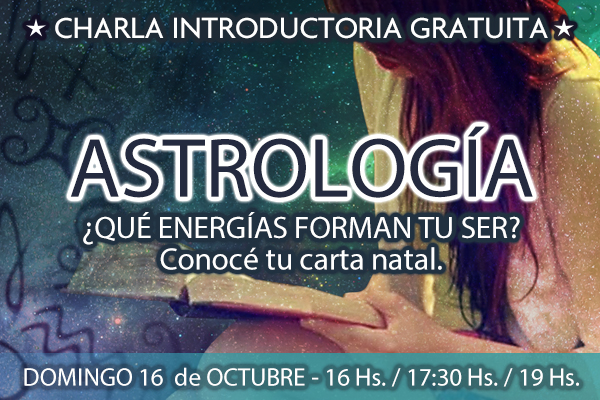 ★ CHARLA INTRODUCTORIA GRATUITA ★
ASTROLOGÍA
¿QUÉ ENERGÍAS FORMAN TU SER?
Conocé tu carta natal.
DOMINGO 16 de OCTUBRE - 16 Hs. / 17:30 Hs. / 19 Hs.